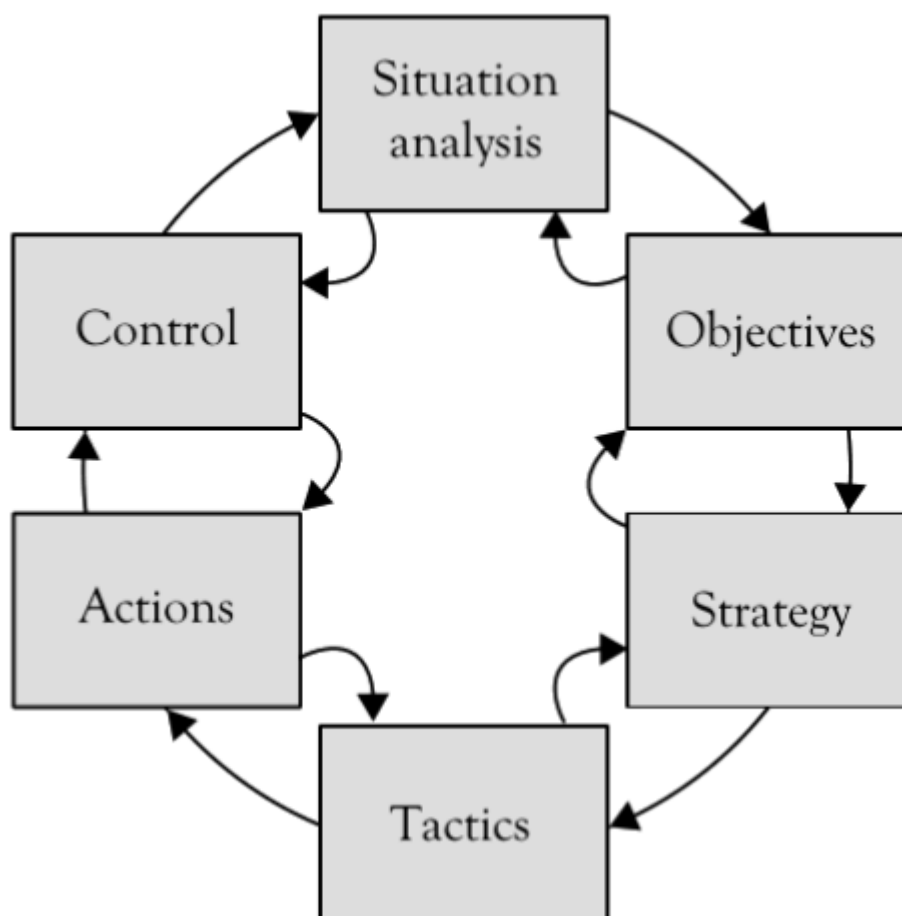 Situation
analysis
Objectives
Strategy
Tactics
Actions
Control